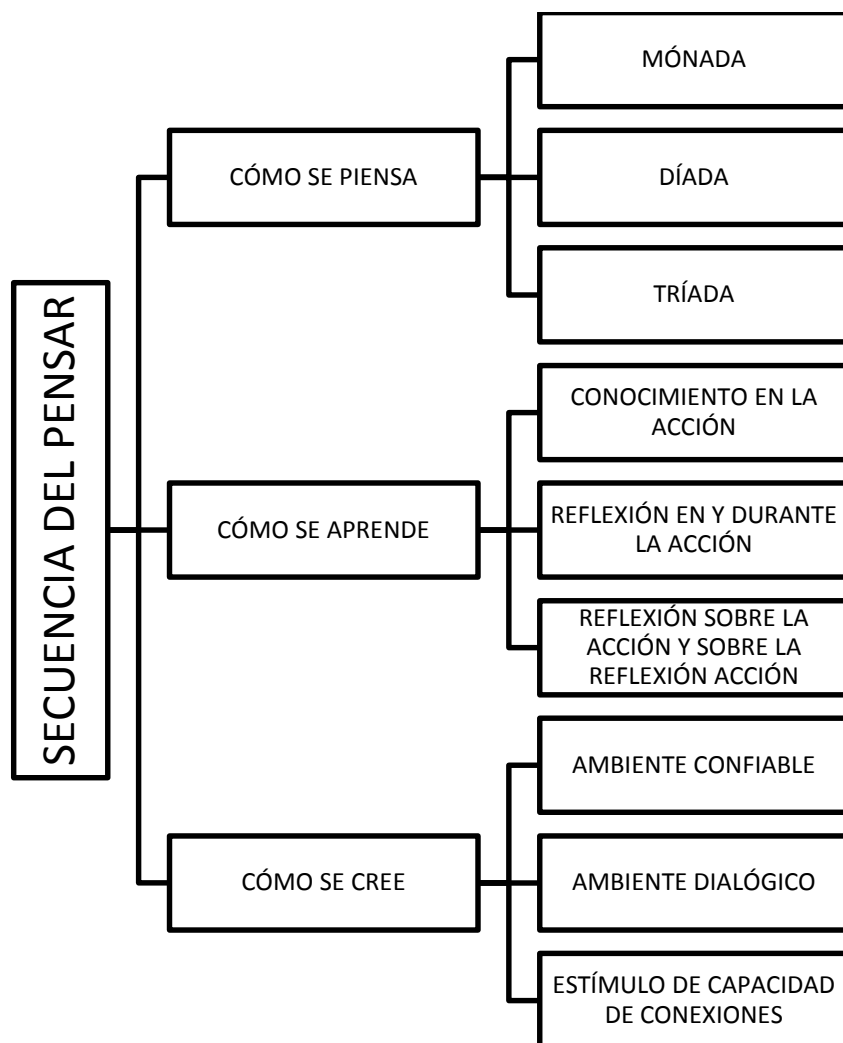 SECUENCIA DEL PENSAR
CÓMO SE PIENSA
MÓNADA
DÍADA
TRÍADA
CÓMO SE APRENDE
CONOCIMIENTO EN LA
ACCIÓN
REFLEXIÓN EN Y DURANTE
LA ACCIÓN
REFLEXIÓN SOBRE LA
ACCIÓN Y SOBRE LA
REFLEXIÓN ACCIÓN
CÓMO SE CREE
AMBIENTE CONFIABLE
AMBIENTE DIALÓGICO
ESTÍMULO DE CAPACIDAD
DE CONEXIONES